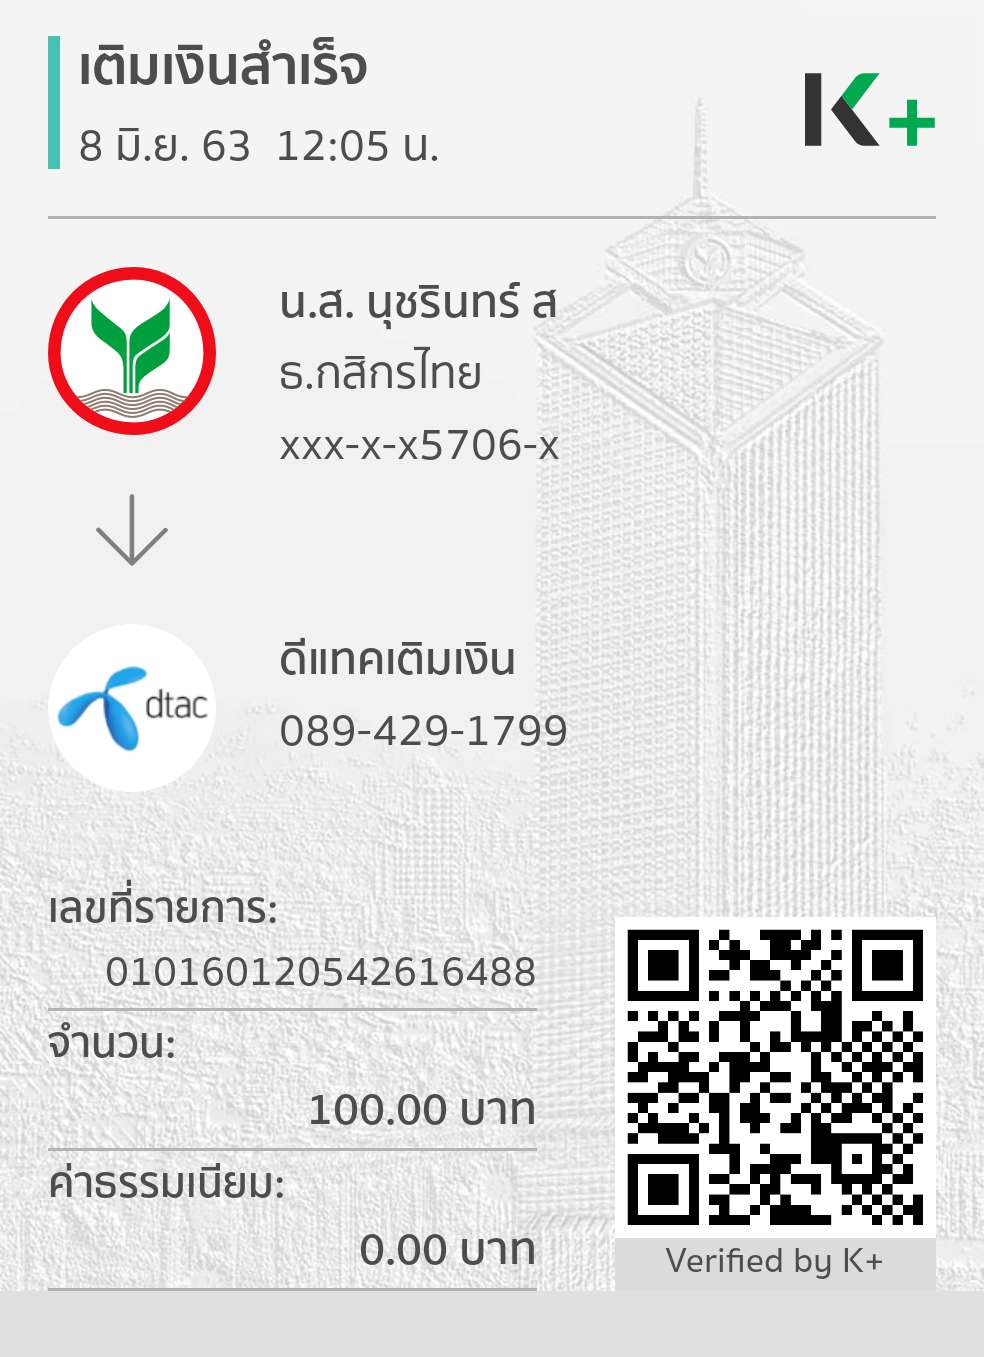 เติมเงินสำเร็จ
8 มิ.ย. 63 12:05 น.
K+
น.ส. นุชรินทร์ ส
ธ.กสิกรไทย
xxx-x-x5706-x
dtac
ดีแทคเติมเงิน
089-429-1799
เลขที่รายการ:
010160120542616488
จำนวน:
100.00 บาท
ค่าธรรมเนียม:
0.00 บาท
Verified by K+